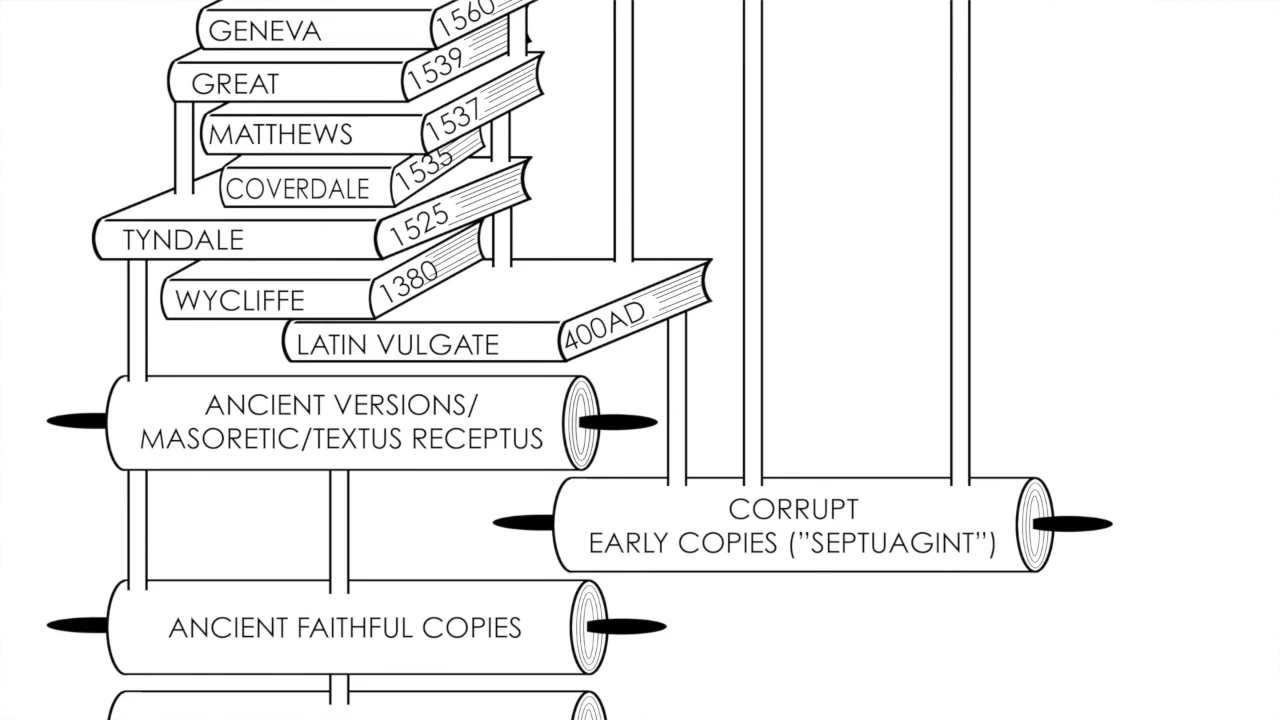 GENEVA 1560
GREAT 1539
MATTHEWS 1537
COVERDALE 1535
TYNDALE 1525
WYCLIFFE 1380
LATIN VULGATE 400AD
ANCIENT VERSIONS/
MASORETIC/TEXTUS RECEPTUS
CORRUPT
EARLY COPIES (”SEPTUAGINT”)
ANCIENT FAITHFUL COPIES